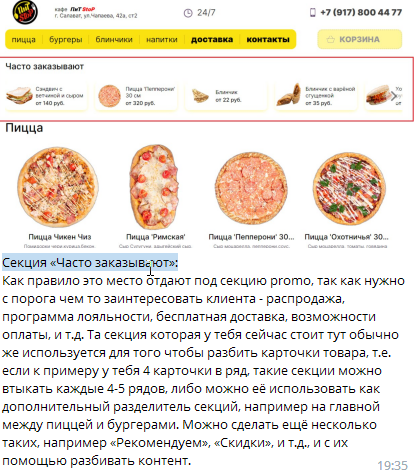 ПиТ STOP
кафе ПиТ StoP
г. Салават, ул.Чапаева, 42а, ст2
24/7
+7 (917) 800 44 77
пицца бургеры блинчики напитки доставка контакты
КОРЗИНА
Часто заказывают
Сэндвич с
ветчиной и сыром
от 140 руб.
Пицца 'Пепперони'
30 см
от 320 руб.
Блинчик
от 22 руб.
Блинчик с варёной
сгущенкой
от 35 руб.
Пицца
Пицца Чикен Чиз
Пицца 'Римская'
Пицца 'Пепперони' 30...
Пицца 'Охотничья' 30...
Секция «Часто заказывают»:
Как правило это место отдают под секцию promo, так как нужно
с порога чем то заинтересовать клиента - распродажа,
программа лояльности, бесплатная доставка, возможности
оплаты, и т.д. Та секция которая у тебя сейчас стоит тут обычно
же используется для того чтобы разбить карточки товара, т.е.
если к примеру у тебя 4 карточки в ряд, такие секции можно
втыкать каждые 4-5 рядов, либо можно её использовать как
дополнительный разделитель секций, например на главной
между пиццей и бургерами. Можно сделать ещё несколько
таких, например «Рекомендуем», «Скидки», и т.д., и с их
помощью разбивать контент.
19:35